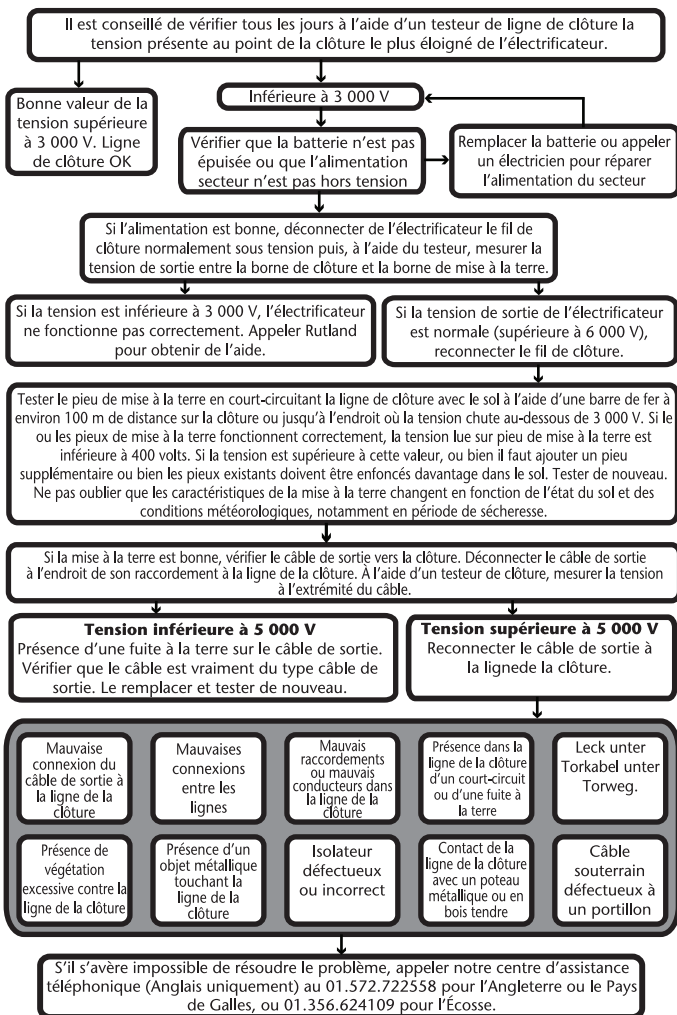 Il est conseillé de vérifier tous les jours à l'aide d'un testeur de ligne de clôture la
tension présente au point de la clôture le plus éloigné de l'électrificateur.
Bonne valeur de la
tension supérieure
à 3 000 V. Ligne
de clôture OK
Inférieure à 3 000 V
Vérifier que la batterie n'est pas
épuisée ou que l'alimentation
secteur n'est pas hors tension
Remplacer la batterie ou appeler
un électricien pour réparer
l'alimentation du secteur
Si l'alimentation est bonne, déconnecter de l'électrificateur le fil de
clôture normalement sous tension puis, à l'aide du testeur, mesurer la
tension de sortie entre la borne de clôture et la borne de mise à la terre.
Si la tension est inférieure à 3 000 V, l'électrificateur
ne fonctionne pas correctement. Appeler Rutland
pour obtenir de l'aide.
Si la tension de sortie de l'électrificateur
est normale (supérieure à 6 000 V),
reconnecter le fil de clôture.
Tester le pieu de mise à la terre en court-circuitant la ligne de clôture avec le sol à l'aide d'une barre de fer à
environ 100 m de distance sur la clôture ou jusqu'à l'endroit où la tension chute au-dessous de 3 000 V. Si le
ou les pieux de mise à la terre fonctionnent correctement, la tension lue sur pieu de mise à la terre est
inférieure à 400 volts. Si la tension est supérieure à cette valeur, ou bien il faut ajouter un pieu
supplémentaire ou bien les pieux existants doivent être enfoncés davantage dans le sol. Tester de nouveau.
Ne pas oublier que les caractéristiques de la mise à la terre changent en fonction de l'état du sol et des
conditions météorologiques, notamment en période de sécheresse.
Si la mise à la terre est bonne, vérifier le câble de sortie vers la clôture. Déconnecter le câble de sortie
à l'endroit de son raccordement à la ligne de la clôture. À l'aide d'un testeur de clôture, mesurer la tension
à l'extrémité du câble.
Tension inférieure à 5 000 V
Présence d'une fuite à la terre sur le câble de sortie.
Vérifier que le câble est vraiment du type câble de
sortie. Le remplacer et tester de nouveau.
Tension supérieure à 5 000 V
Reconnecter le câble de sortie à
la lignede la clôture.
Mauvaise
connexion du
câble de sortie à
la ligne de la
clôture
Mauvaises
connexions
entre les
lignes
Mauvais
raccordements
ou mauvais
conducteurs dans
la ligne de la
clôture
Présence dans la
ligne de la clôture
d'un court-circuit
ou d'une fuite à
la terre
Leck unter
Torkabel unter
Torweg.
Présence de
végétation
excessive contre la
ligne de la clôture
Présence d'un
objet métallique
touchant la
ligne de la
clôture
Isolateur
défectueux
ou incorrect
Contact de la
ligne de la clôture
avec un poteau
métallique ou en
bois tendre
Câble
souterrain
défectueux à
un portillon
S'il s'avère impossible de résoudre le problème, appeler notre centre d'assistance
téléphonique (Anglais uniquement) au 01.572.722558 pour l'Angleterre ou le Pays
de Galles, ou 01.356.624109 pour l'Écosse.